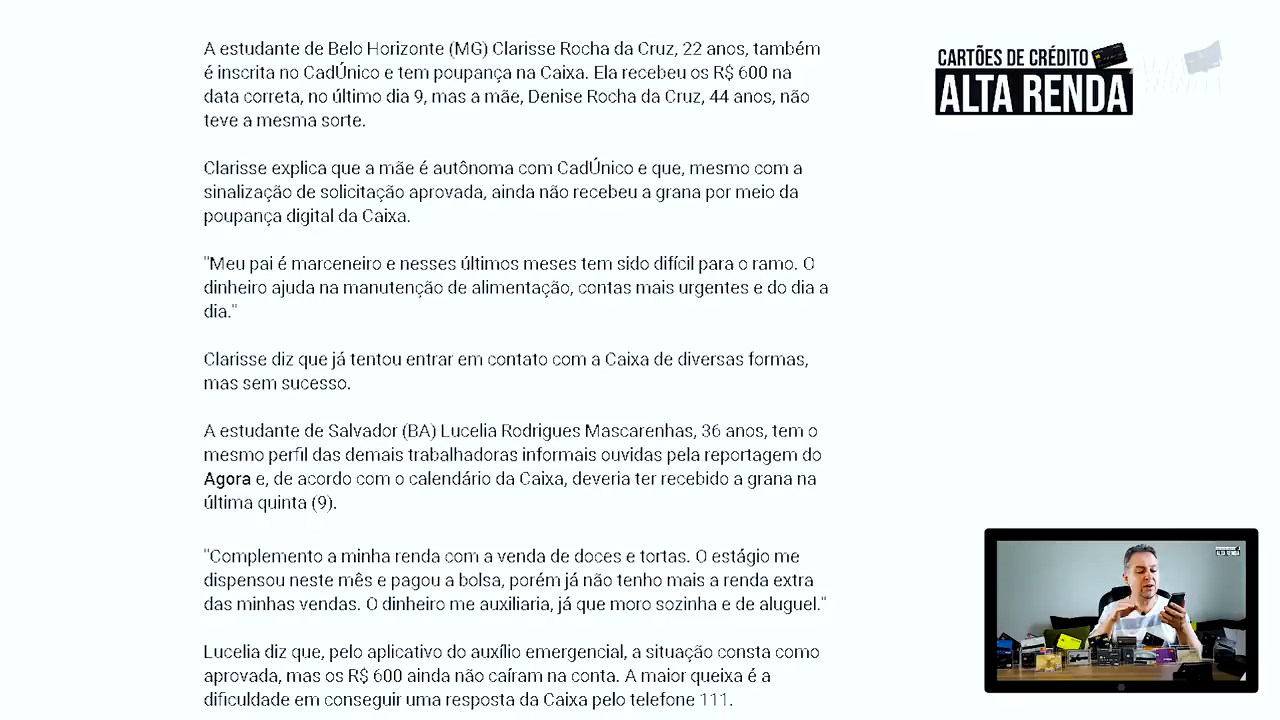 A estudante de Belo Horizonte (MG) Clarisse Rocha da Cruz, 22 anos, também
é inscrita no CadÚnico e tem poupança na Caixa. Ela recebeu os R$ 600 na
data correta, no último dia 9, mas a mãe, Denise Rocha da Cruz, 44 anos, não
teve a mesma sorte.
Clarisse explica que a mãe é autônoma com CadÚnico e que, mesmo com a
sinalização de solicitação aprovada, ainda não recebeu a grana por meio da
poupança digital da Caixa.
"Meu pai é marceneiro e nesses últimos meses tem sido difícil para o ramo. O
dinheiro ajuda na manutenção de alimentação, contas mais urgentes e do dia a
dia."
Clarisse diz que já tentou entrar em contato com a Caixa de diversas formas,
mas sem sucesso.
A estudante de Salvador (BA) Lucelia Rodrigues Mascarenhas, 36 anos, tem o
mesmo perfil das demais trabalhadoras informais ouvidas pela reportagem do
Agora e, de acordo com o calendário da Caixa, deveria ter recebido a grana na
última quinta (9).
"Complemento a minha renda com a venda de doces e tortas. O estágio me
dispensou neste mês e pagou a bolsa, porém já não tenho mais a renda extra
das minhas vendas. O dinheiro me auxiliaria, já que moro sozinha e de aluguel."
Lucelia diz que, pelo aplicativo do auxílio emergencial, a situação consta como
aprovada, mas os R$ 600 ainda não caíram na conta. A maior queixa é a
dificuldade em conseguir uma resposta da Caixa pelo telefone 111.
CARTÕES DE CRÉDITO
ALTA RENDA
ALTA RENDA